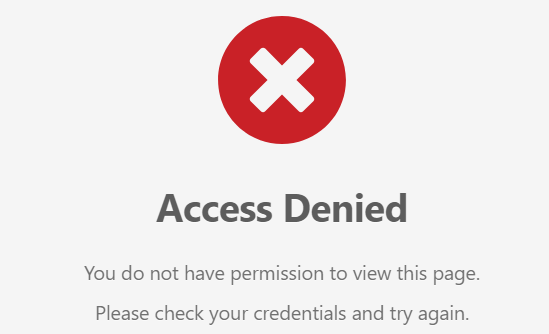 Access Denied
You do not have permission to view this page.
Please check your credentials and try again.